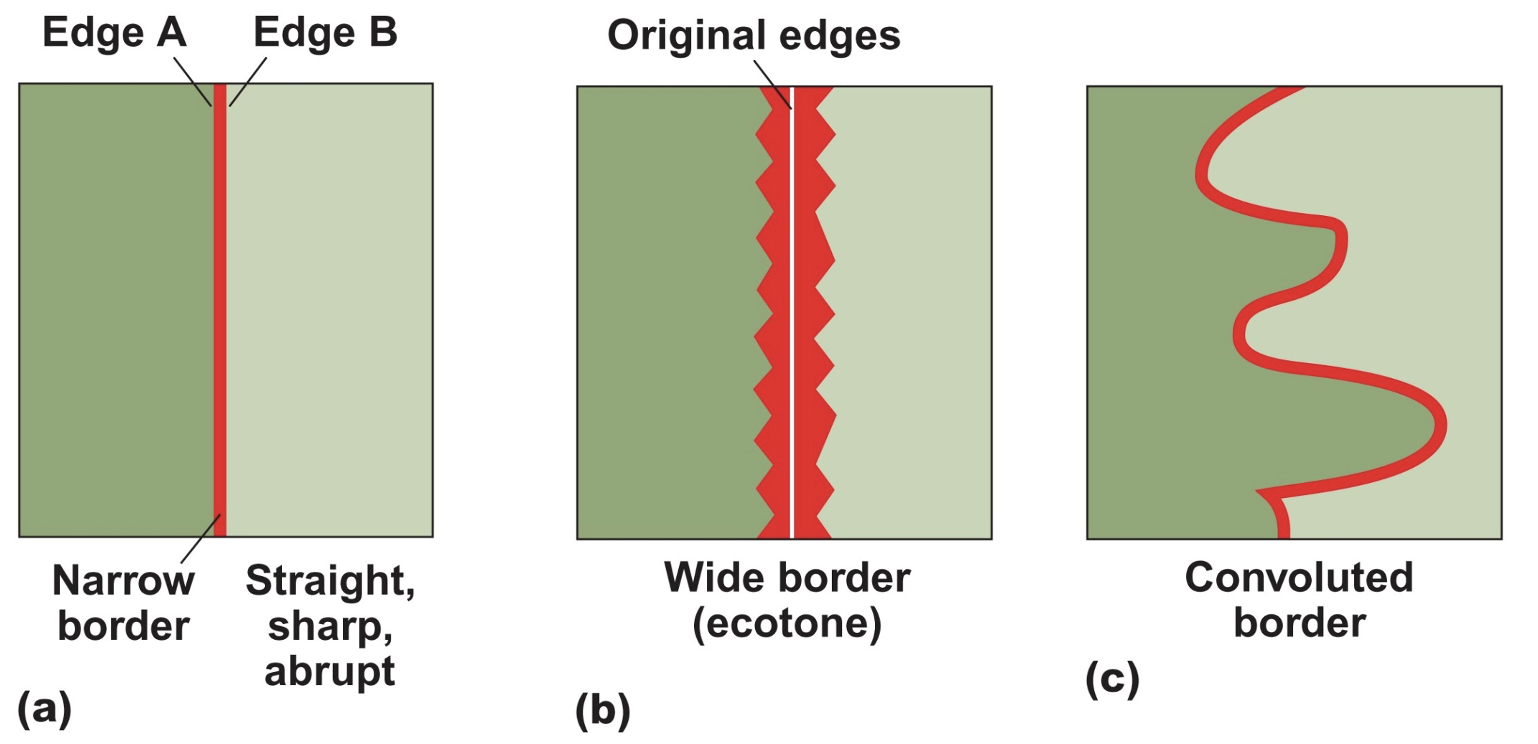 Edge A
Edge B
Narrow
border
Straight,
sharp,
abrupt
(a)
Original edges
Wide border
(ecotone)
(b)
Convoluted
border
(c)